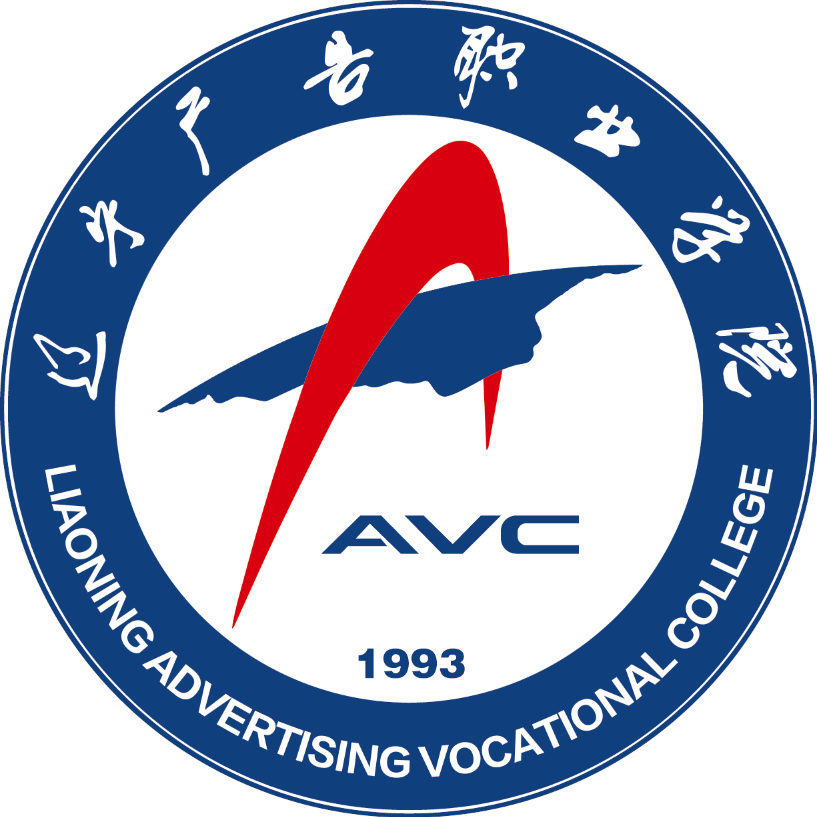 辽宁广告职业学院
AVC
1993
LIAONING ADVERTISING VOCATIONAL COLLEGE